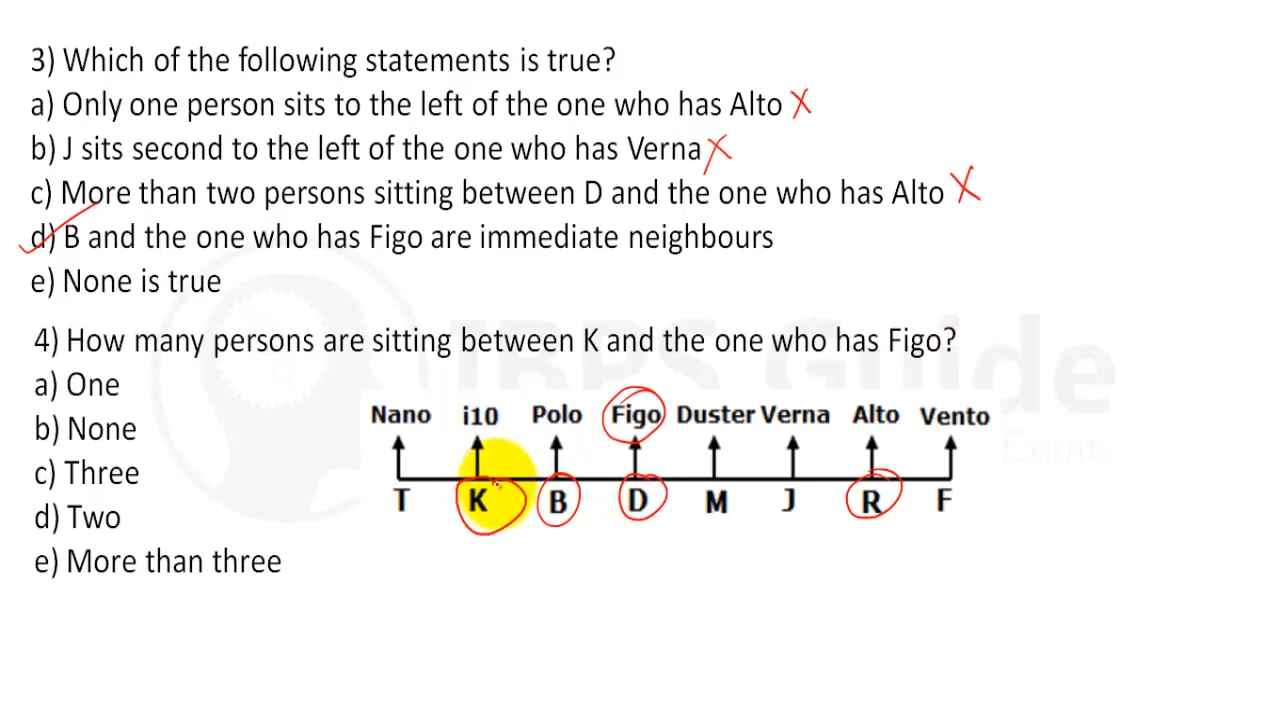 3) Which of the following statements is true?
a) Only one person sits to the left of the one who has Alto
b) J sits second to the left of the one who has Verna
c) More than two persons sitting between D and the one who has Alto
d) B and the one who has Figo are immediate neighbours
e) None is true
IBPS Guide
4) How many persons are sitting between K and the one who has Figo?
a) One
b) None
c) Three
d) Two
e) More than three
Nano i10 Polo Figo Duster Verna Alto Vento
Exams
T K B D M J R F